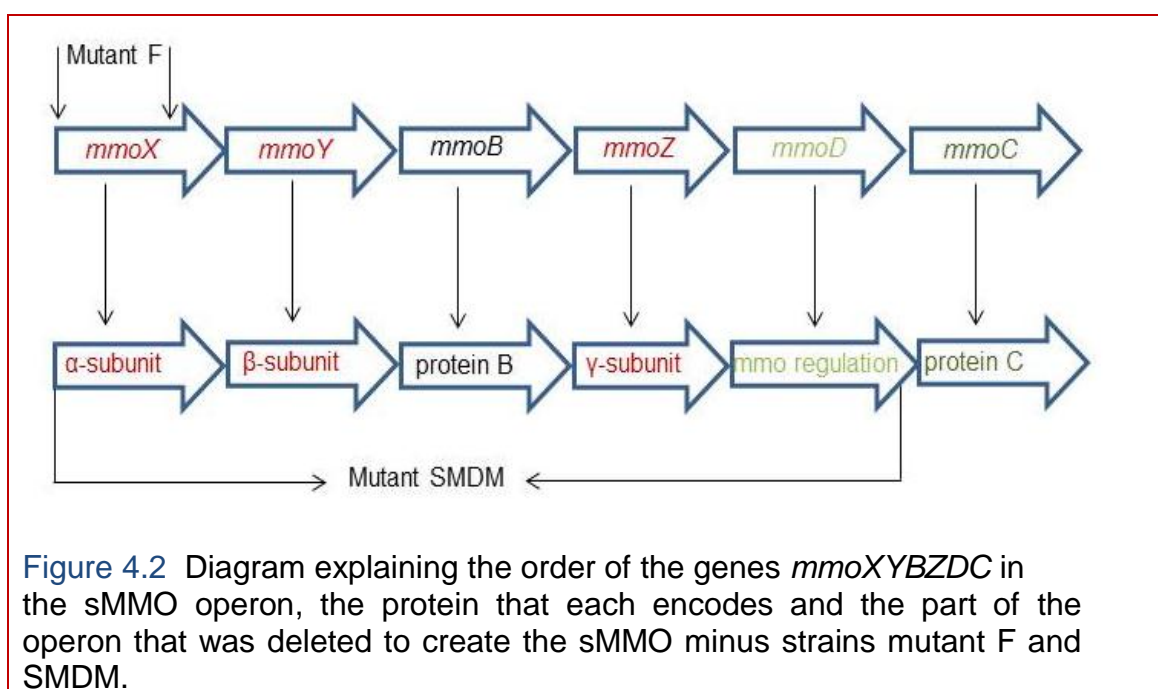 Mutant F
mmoX mmoY mmoB mmoZ mmoD mmoC
α-subunit β-subunit protein B γ-subunit mmo regulation protein C
Mutant SMDM
Figure 4.2 Diagram explaining the order of the genes mmoXYBZDC in
the sMMO operon, the protein that each encodes and the part of the
operon that was deleted to create the sMMO minus strains mutant F and
SMDM.